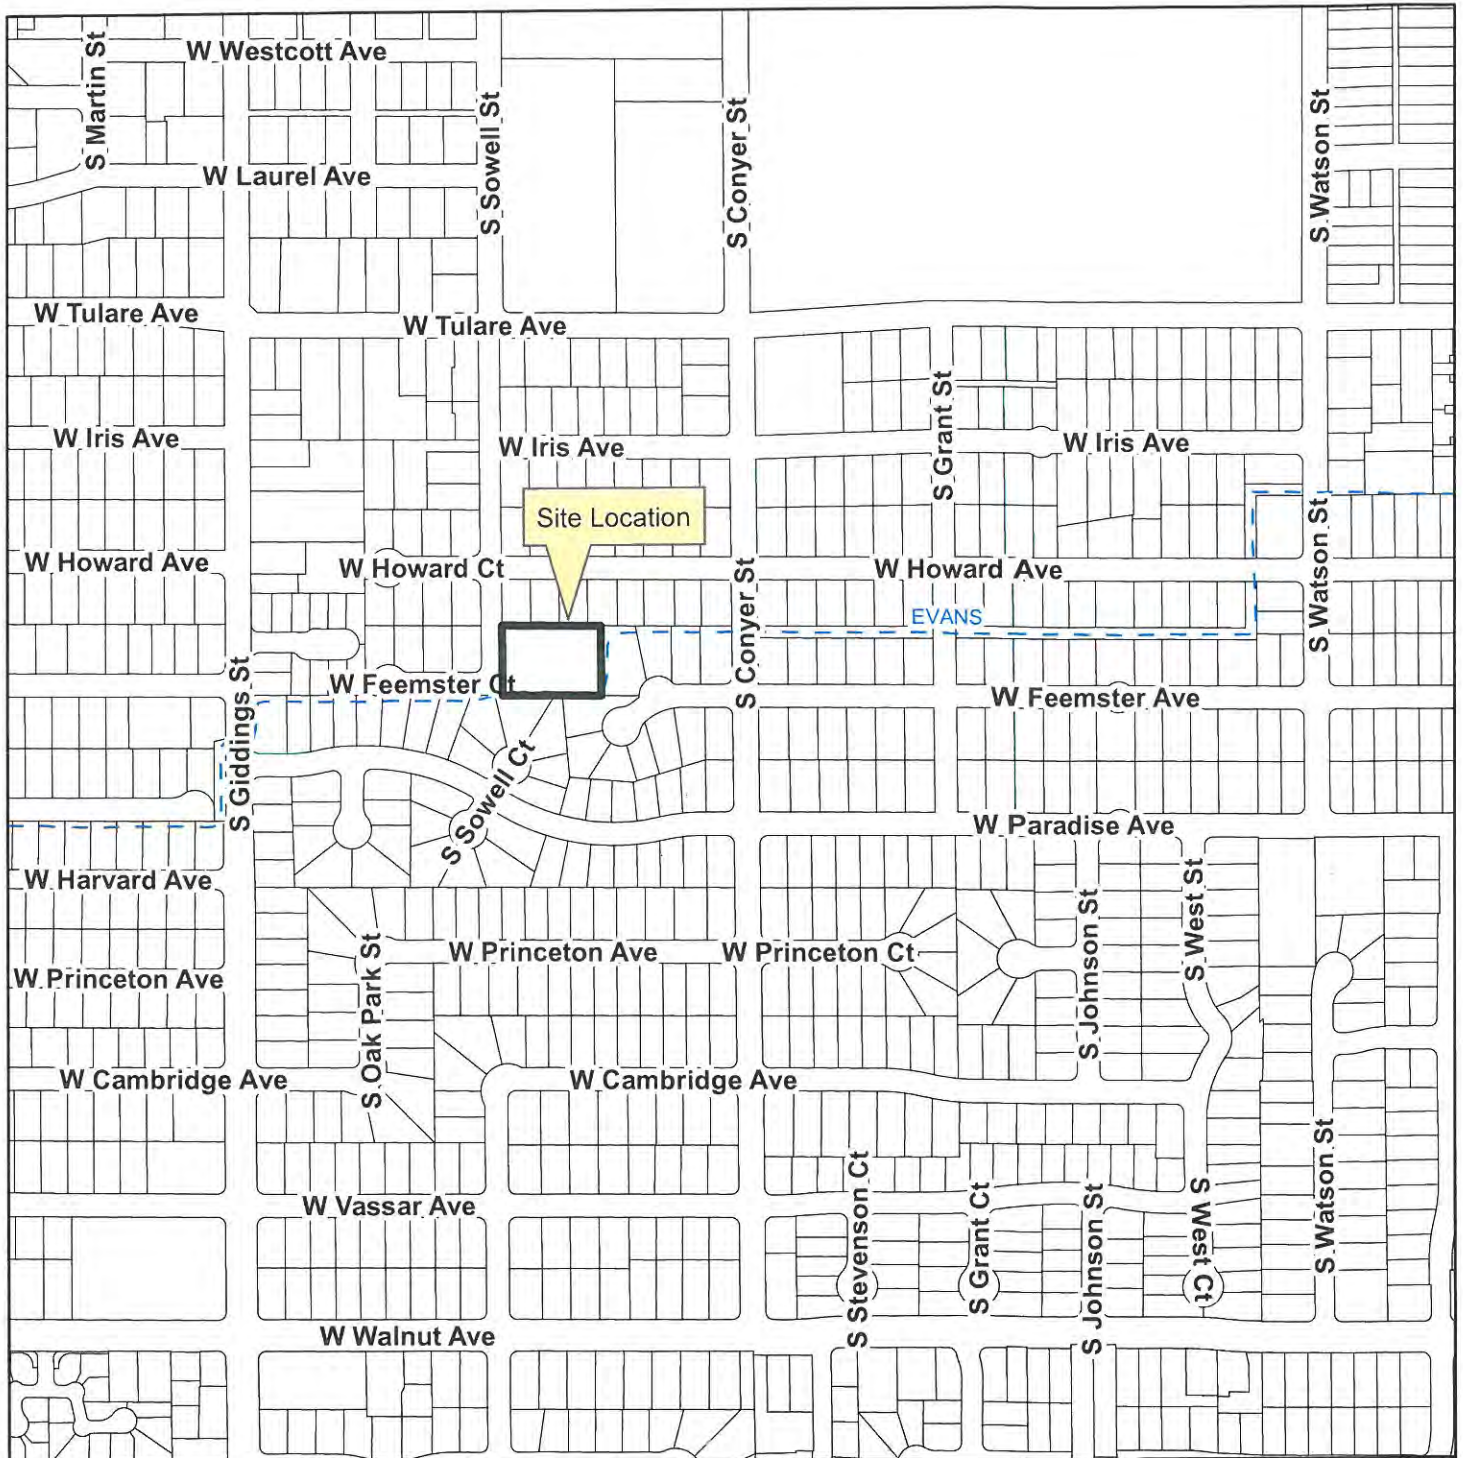 W Westcott Ave
S Martin St
S Sowell St
S Conyer St
S Watson St
W Laurel Ave
W Tulare Ave
W Tulare Ave
W Iris Ave
W Iris Ave
S Grant St
W Iris Ave
Site Location
W Howard Ave
W Howard Ct
S Conyer St
W Howard Ave
S Watson St
EVANS
S Giddings St
W Feemster Ct
W Feemster Ave
S Sowell Ct
W Paradise Ave
W Harvard Ave
S West St
S Johnson St
W Princeton Ave
S Oak Park St
W Princeton Ave
W Princeton Ct
W Cambridge Ave
W Cambridge Ave
S Watson St
S Stevenson Ct
S Grant Ct
S Johnson St
S West Ct
W Vassar Ave
W Walnut Ave